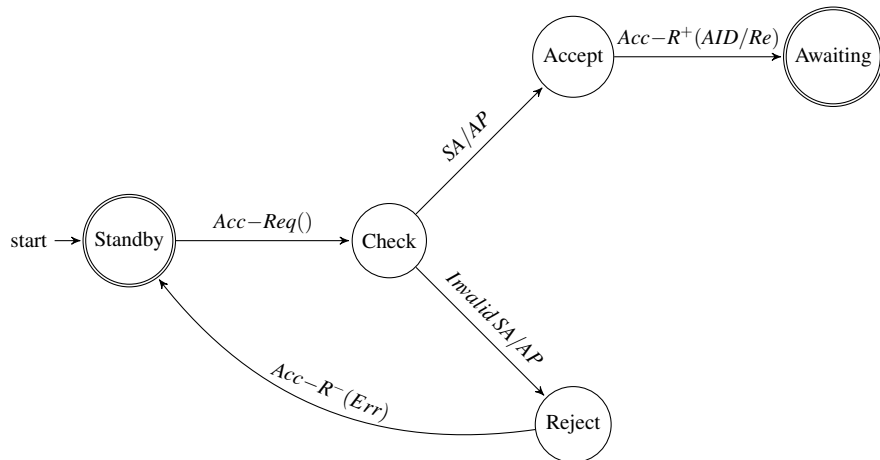 Accept
Acc−R⁺(AID/Re)
Awaiting
SA/AP
start
Standby
Acc−Req()
Check
Invalid SA/AP
Acc−R⁻(Err)
Reject